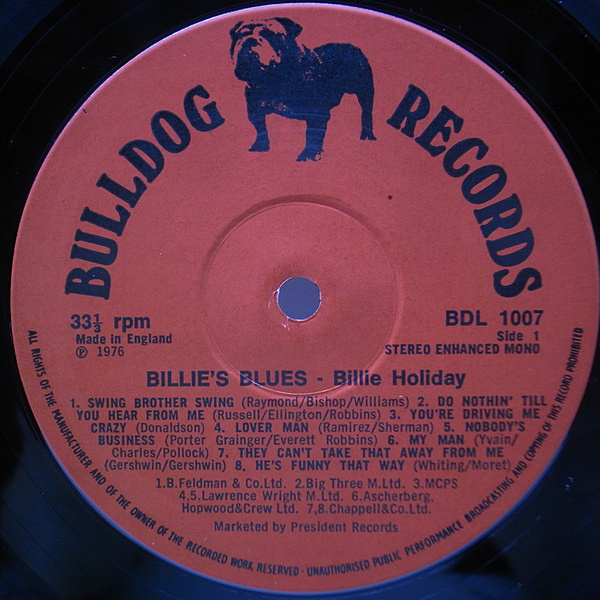 BULLDOG RECORDS
33⅓ rpm
Made in England
℗ 1976
BDL 1007
Side 1
STEREO ENHANCED MONO
BILLIE'S BLUES - Billie Holiday
1. SWING BROTHER SWING (Raymond/Bishop/Williams) 2. DO NOTHIN' TILL
YOU HEAR FROM ME (Russell/Ellington/Robbins) 3. YOU'RE DRIVING ME
CRAZY (Donaldson) 4. LOVER MAN (Ramirez/Sherman) 5. NOBODY'S
BUSINESS (Porter Grainger/Everett Robbins) 6. MY MAN (Yvain/
Charles/Pollock) 7. THEY CAN'T TAKE THAT AWAY FROM ME
(Gershwin/Gershwin) 8. HE'S FUNNY THAT WAY (Whiting/Moret)
1.B.Feldman & Co.Ltd. 2.Big Three M.Ltd. 3.MCPS
4,5.Lawrence Wright M.Ltd. 6.Ascherberg,
Hopwood&Crew Ltd. 7,8.Chappell&Co.Ltd.
Marketed by President Records
ALL RIGHTS OF THE MANUFACTURER AND OF THE OWNER OF THE RECORDED WORK RESERVED · UNAUTHORISED PUBLIC PERFORMANCE BROADCASTING AND COPYING OF THIS RECORD PROHIBITED